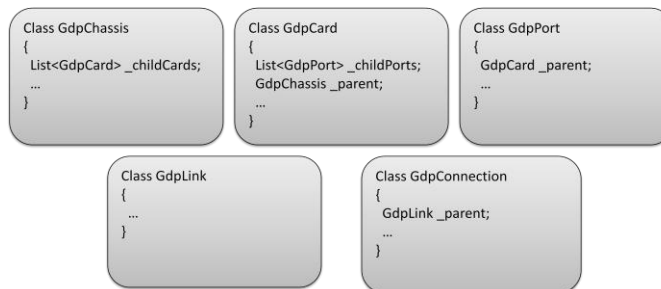 Class GdpChassis
{
List<GdpCard> _childCards;
...
}
Class GdpCard
{
List<GdpPort> _childPorts;
GdpChassis _parent;
...
}
Class GdpPort
{
GdpCard _parent;
...
}
Class GdpLink
{
...
}
Class GdpConnection
{
GdpLink _parent;
...
}